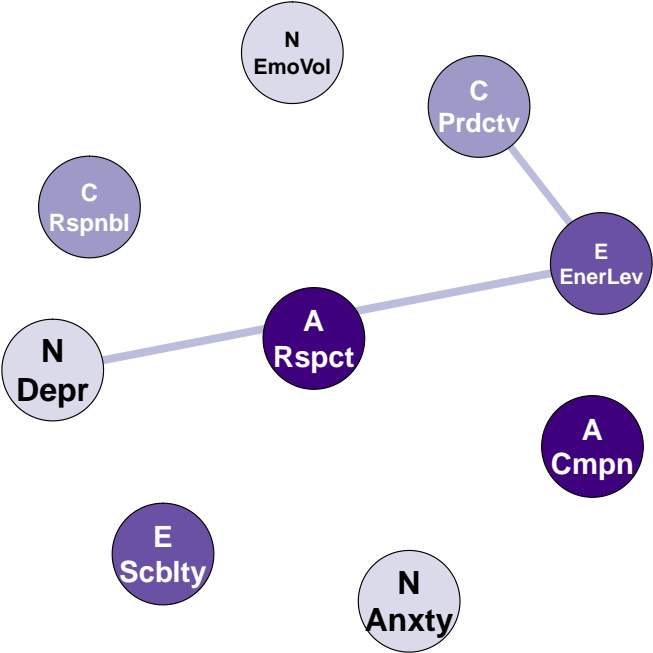 N
EmoVol
C
Prdctv
C
Rspnbl
E
EnerLev
A
Rspct
N
Depr
A
Cmpn
E
Scblty
N
Anxty